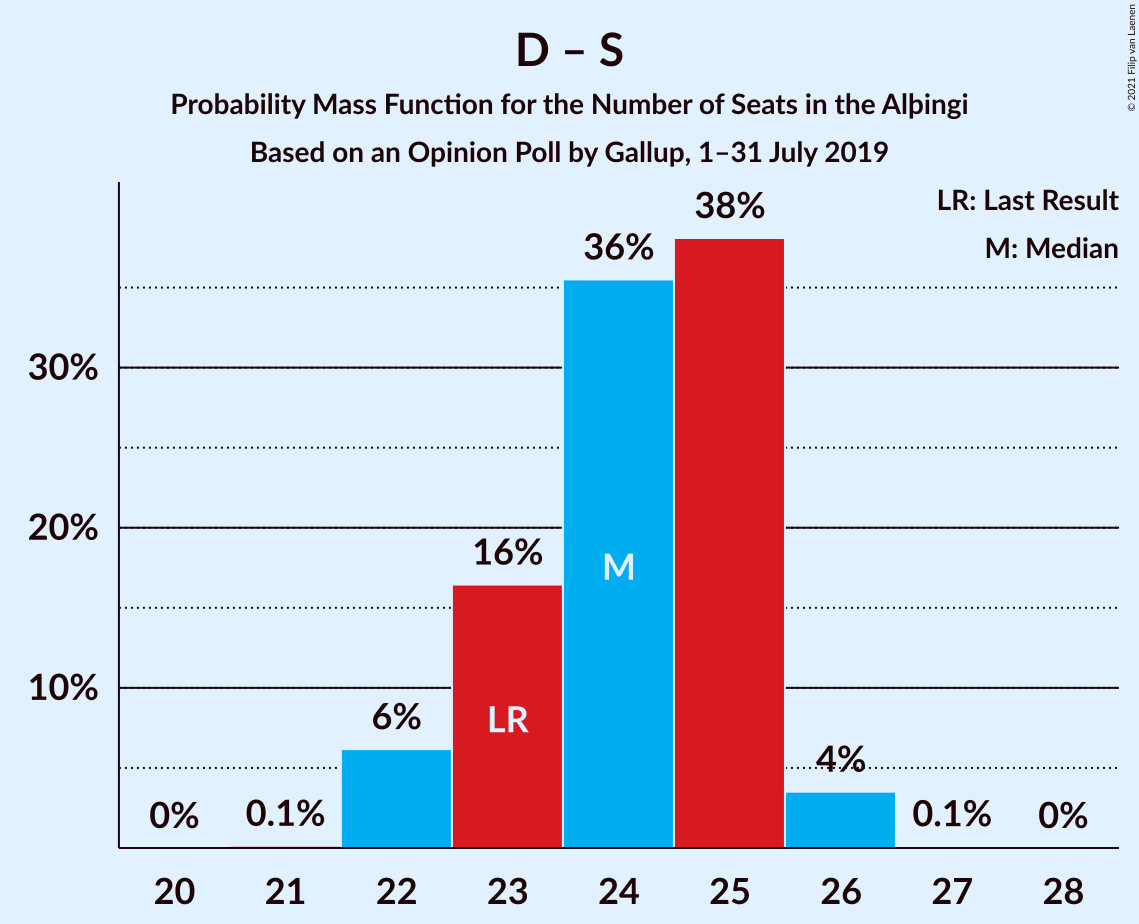 D – S
Probability Mass Function for the Number of Seats in the Alþingi
Based on an Opinion Poll by Gallup, 1–31 July 2019
© 2021 Filip van Laenen
LR: Last Result
M: Median
30%
20%
10%
0%
0.1%
6%
16%
36%
38%
4%
0.1%
0%
LR
M
20 21 22 23 24 25 26 27 28